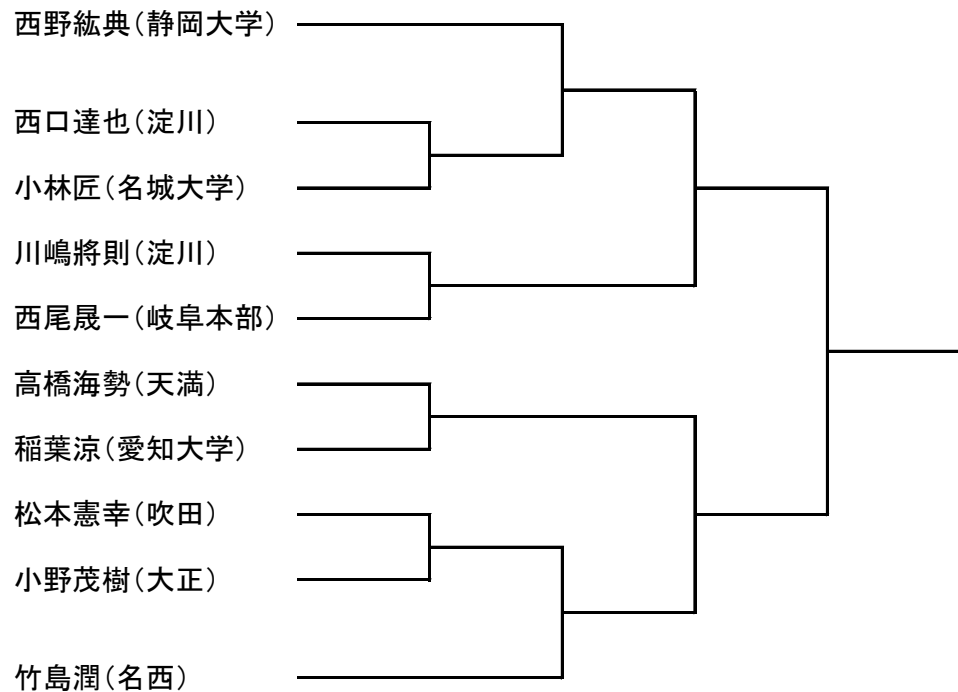 西野紘典(静岡大学)
西口達也(淀川)
小林匠(名城大学)
川嶋將則(淀川)
西尾晟一(岐阜本部)
高橋海勢(天満)
稲葉涼(愛知大学)
松本憲幸(吹田)
小野茂樹(大正)
竹島潤(名西)